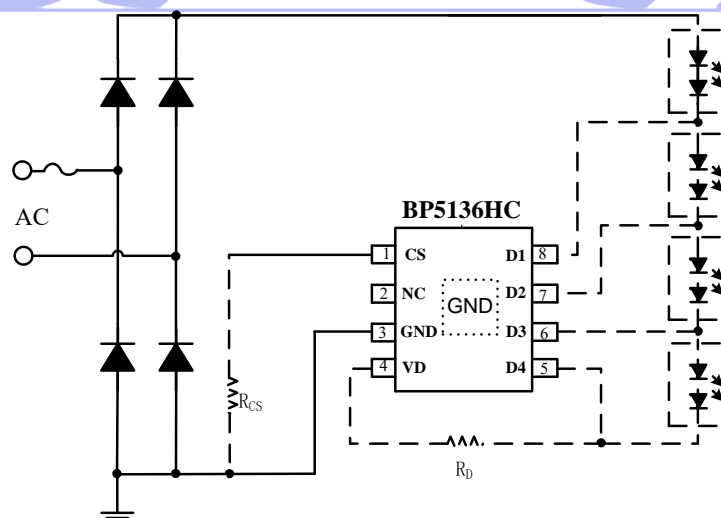 AC
BP5136HC
1 CS D1 8
2 NC D2 7
GND
3 GND D3 6
4 VD D4 5
RCS
RD